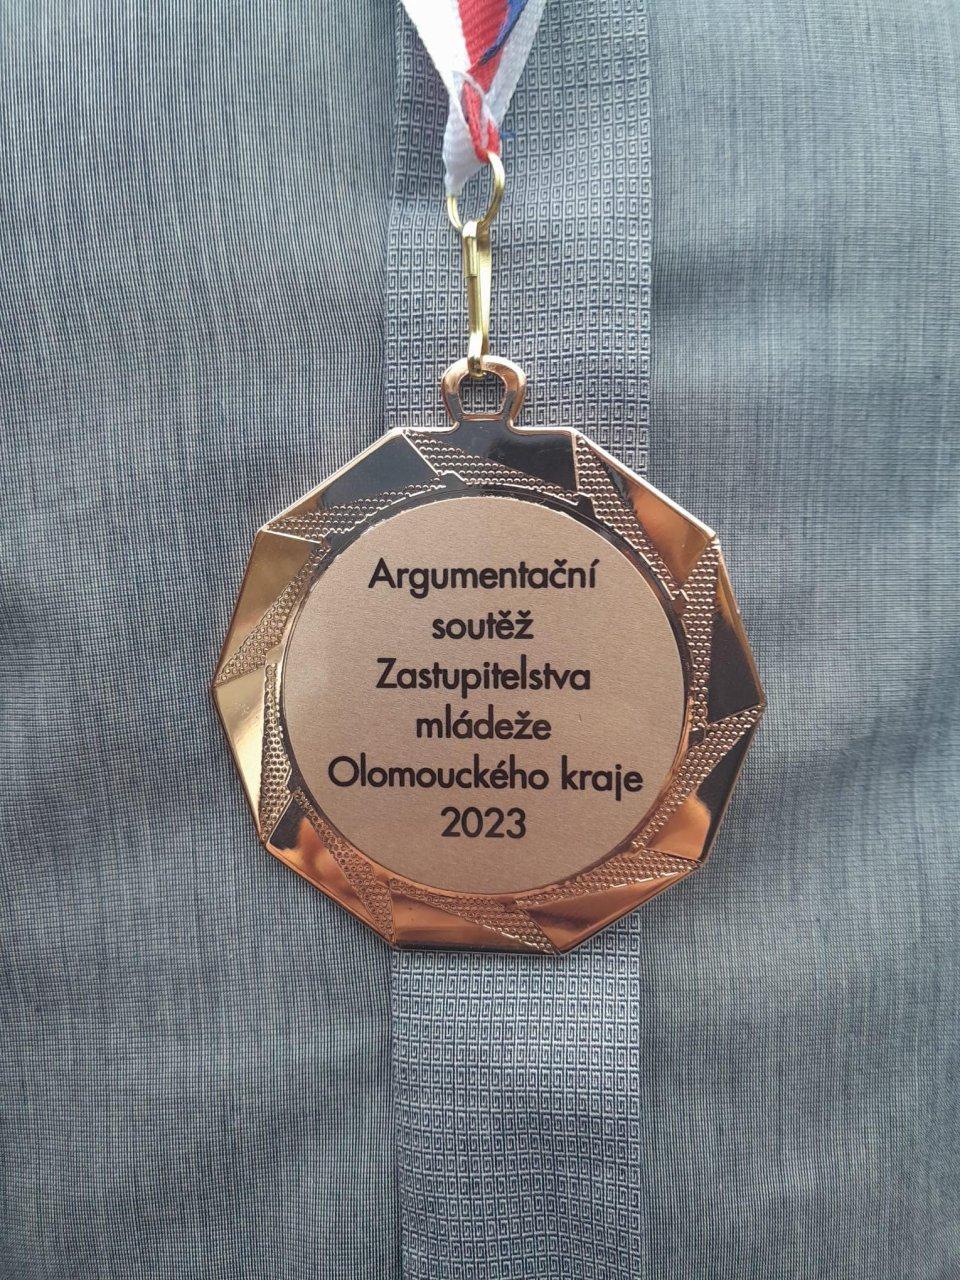 Argumentační
soutěž
Zastupitelstva
mládeže
Olomouckého kraje
2023